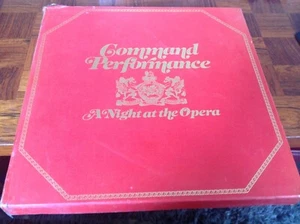 Command
Performance
A Night at the Opera